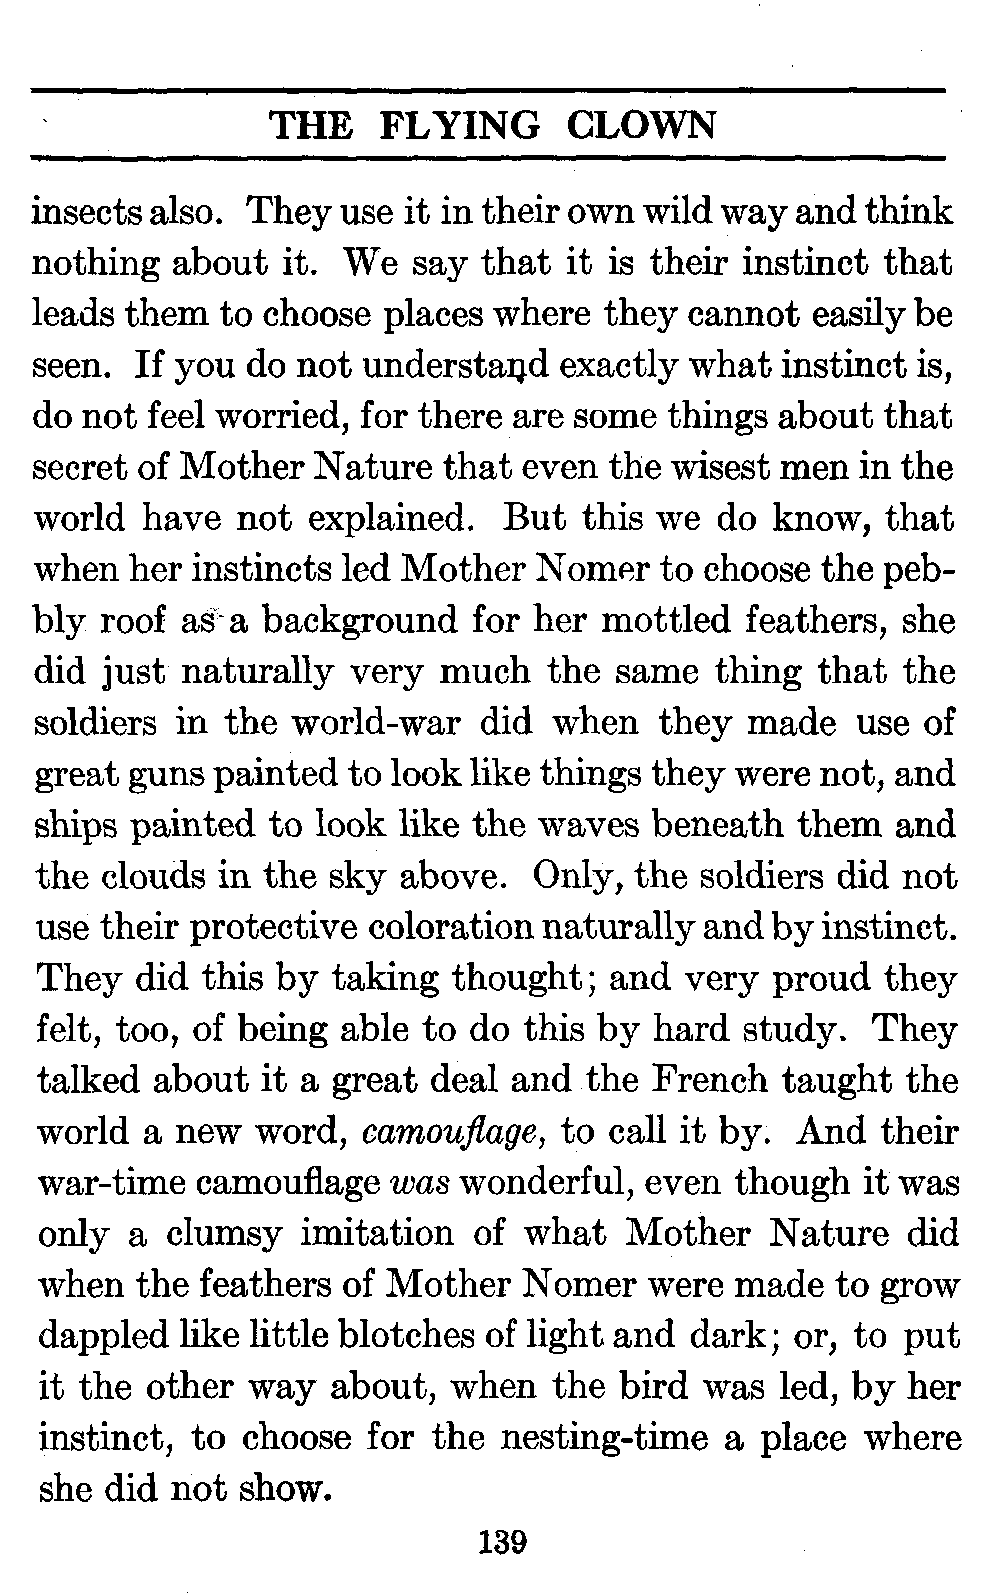 THE FLYING CLOWN
insects also. They use it in their own wild way and think
nothing about it. We say that it is their instinct that
leads them to choose places where they cannot easily be
seen. If you do not understand exactly what instinct is,
do not feel worried, for there are some things about that
secret of Mother Nature that even the wisest men in the
world have not explained. But this we do know, that
when her instincts led Mother Nomer to choose the peb-
bly roof as a background for her mottled feathers, she
did just naturally very much the same thing that the
soldiers in the world-war did when they made use of
great guns painted to look like things they were not, and
ships painted to look like the waves beneath them and
the clouds in the sky above. Only, the soldiers did not
use their protective coloration naturally and by instinct.
They did this by taking thought; and very proud they
felt, too, of being able to do this by hard study. They
talked about it a great deal and the French taught the
world a new word, camouflage, to call it by. And their
war-time camouflage was wonderful, even though it was
only a clumsy imitation of what Mother Nature did
when the feathers of Mother Nomer were made to grow
dappled like little blotches of light and dark; or, to put
it the other way about, when the bird was led, by her
instinct, to choose for the nesting-time a place where
she did not show.
139